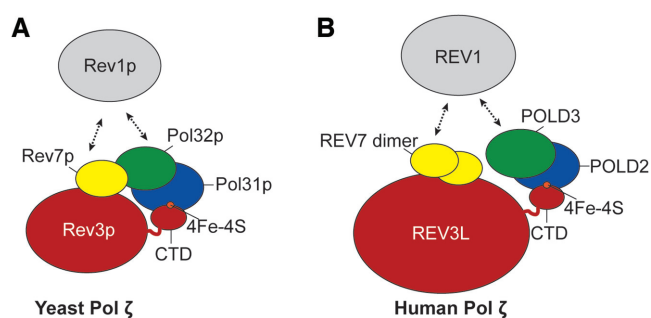 A
Rev1p
Rev7p
Pol32p
Pol31p
Rev3p
4Fe-4S
CTD
Yeast Pol ζ
B
REV1
REV7 dimer
POLD3
POLD2
REV3L
4Fe-4S
CTD
Human Pol ζ